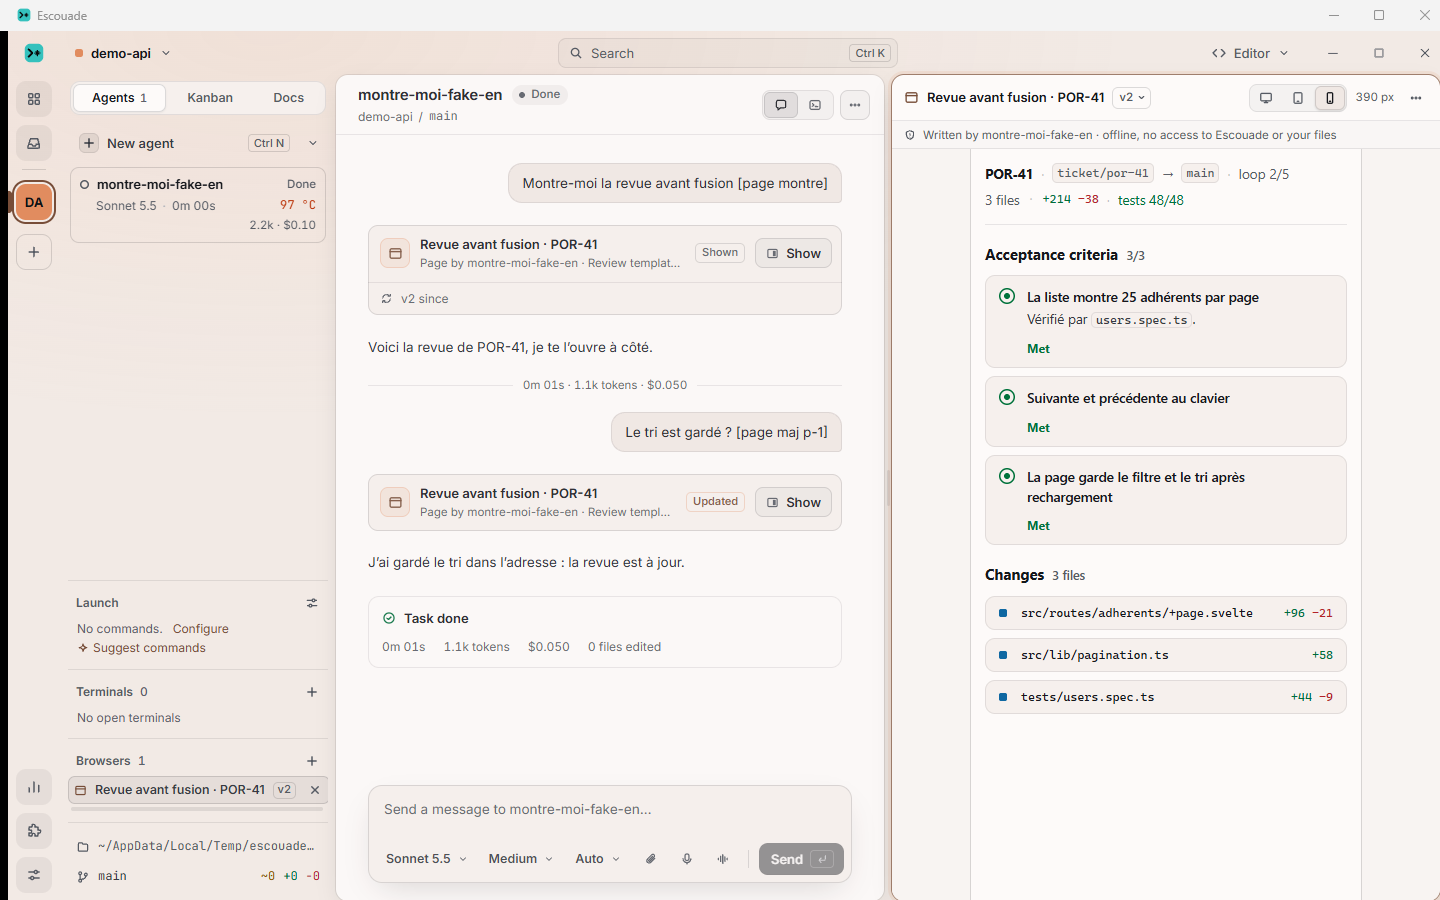 Escouade
demo-api
Search
Ctrl K
Editor
Agents 1
Kanban
Docs
New agent
Ctrl N
montre-moi-fake-en
Done
Sonnet 5.5 · 0m 00s
97 °C
2.2k · $0.10
DA
Launch
No commands. Configure
Suggest commands
Terminals 0
No open terminals
Browsers 1
Revue avant fusion · POR-41 v2
~/AppData/Local/Temp/escouade…
main
~0 +0 -0
montre-moi-fake-en
Done
demo-api / main
Montre-moi la revue avant fusion [page montre]
Revue avant fusion · POR-41
Page by montre-moi-fake-en · Review templat...
Shown
Show
v2 since
Voici la revue de POR-41, je te l’ouvre à côté.
0m 01s · 1.1k tokens · $0.050
Le tri est gardé ? [page maj p-1]
Revue avant fusion · POR-41
Page by montre-moi-fake-en · Review templ...
Updated
Show
J’ai gardé le tri dans l’adresse : la revue est à jour.
Task done
0m 01s 1.1k tokens $0.050 0 files edited
Send a message to montre-moi-fake-en...
Sonnet 5.5
Medium
Auto
Send
Revue avant fusion · POR-41
v2
390 px
Written by montre-moi-fake-en · offline, no access to Escouade or your files
POR-41 · ticket/por-41 → main · loop 2/5
3 files · +214 −38 · tests 48/48
Acceptance criteria 3/3
La liste montre 25 adhérents par page
Vérifié par users.spec.ts.
Met
Suivante et précédente au clavier
Met
La page garde le filtre et le tri après
rechargement
Met
Changes 3 files
src/routes/adherents/+page.svelte +96 −21
src/lib/pagination.ts +58
tests/users.spec.ts +44 −9